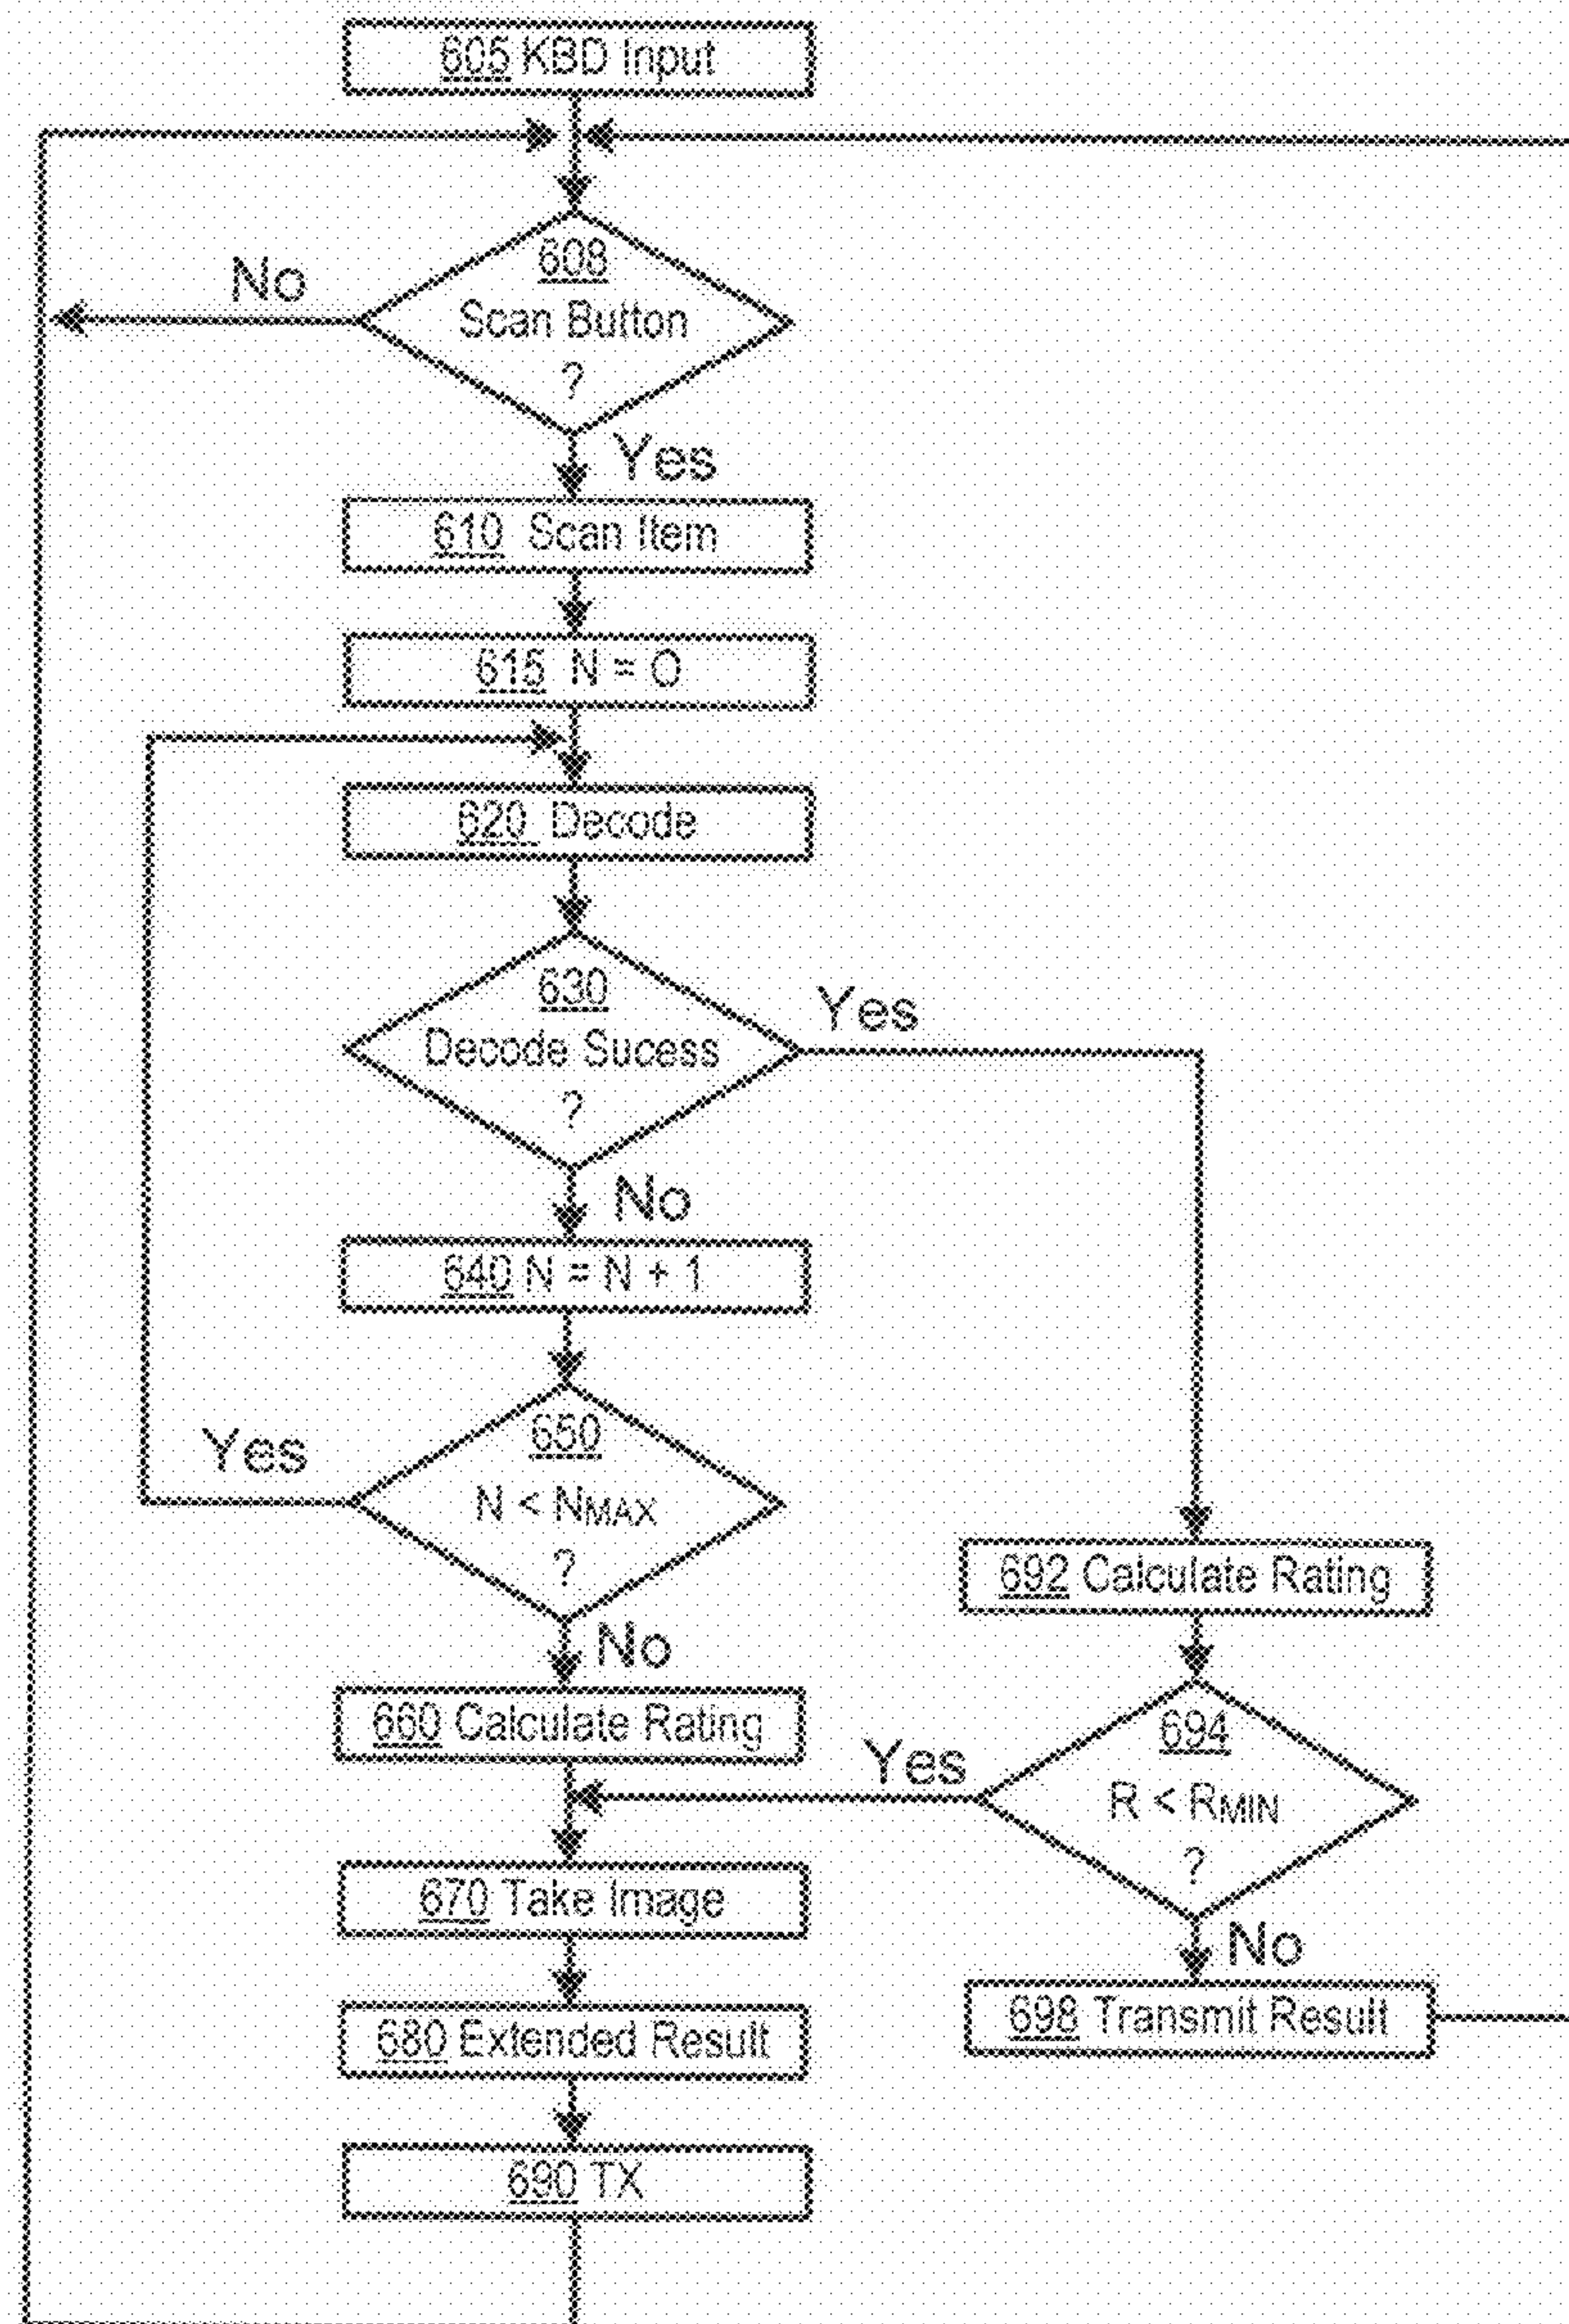 605 KBD Input
608
Scan Button
?
No
Yes
610 Scan Item
615 N = O
620 Decode
630
Decode Sucess
?
Yes
No
640 N = N + 1
650
N < NMAX
?
Yes
No
660 Calculate Rating
692 Calculate Rating
694
R < RMIN
?
Yes
No
670 Take Image
680 Extended Result
698 Transmit Result
690 TX